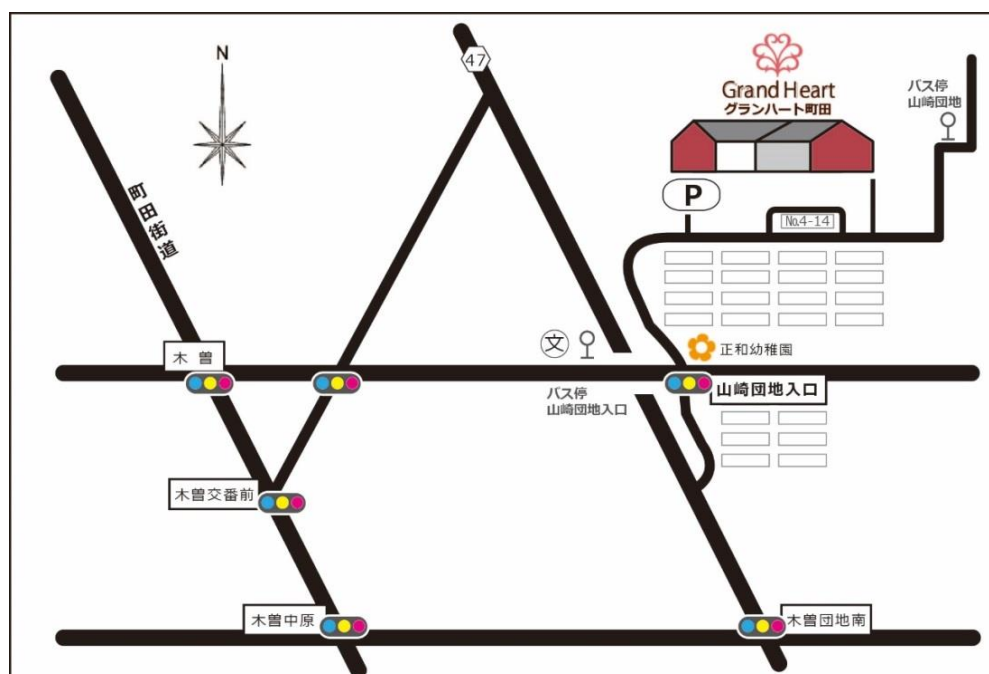 N
47
Grand Heart
グランハート町田
バス停
山崎団地
町田街道
P
No.4-14
木曽
文
正和幼稚園
バス停
山崎団地入口
山崎団地入口
木曽交番前
木曽中原
木曽団地南